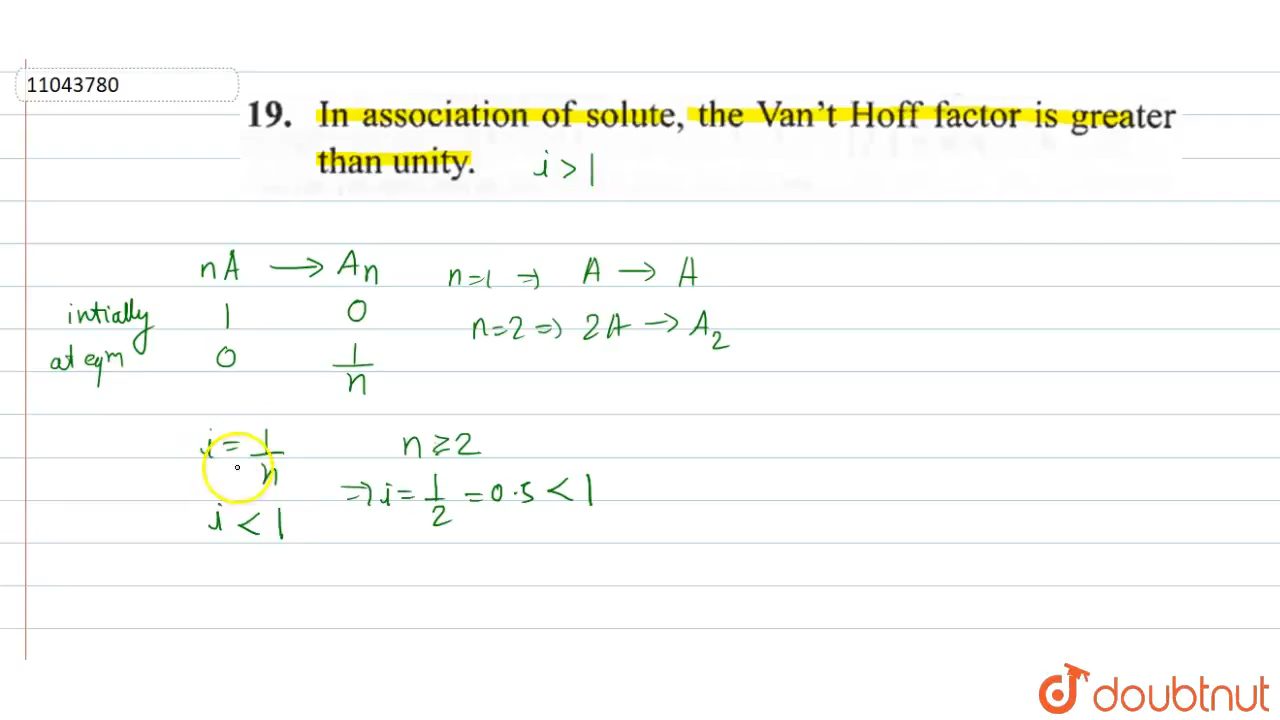 11043780
19. In association of solute, the Van't Hoff factor is greater
than unity. i > 1
nA → An n=1 ⇒ A → A
intially 1 0 n=2 ⇒ 2A → A2
at eqm 0 1/n
i = 1/n n ≥ 2
⇒ i = 1/2 = 0.5 < 1
i < 1
doubtnut